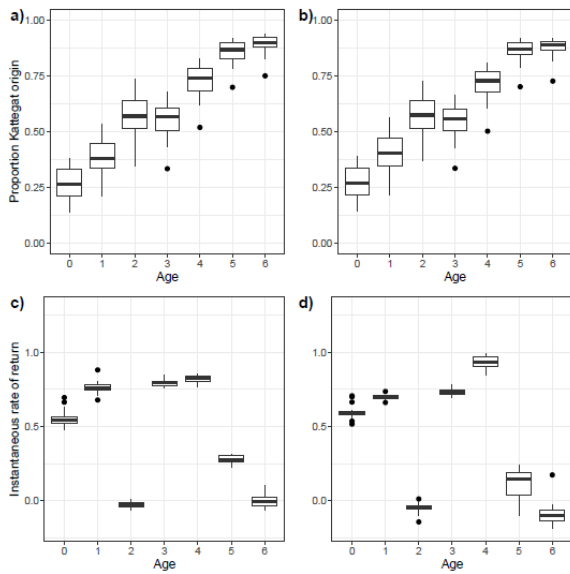 a)
b)
Proportion Kattegat origin
1.00
0.75
0.50
0.25
0.00
0 1 2 3 4 5 6
Age
1.00
0.75
0.50
0.25
0.00
0 1 2 3 4 5 6
Age
c)
d)
Instantaneous rate of return
1.0
0.5
0.0
0 1 2 3 4 5 6
Age
1.0
0.5
0.0
0 1 2 3 4 5 6
Age